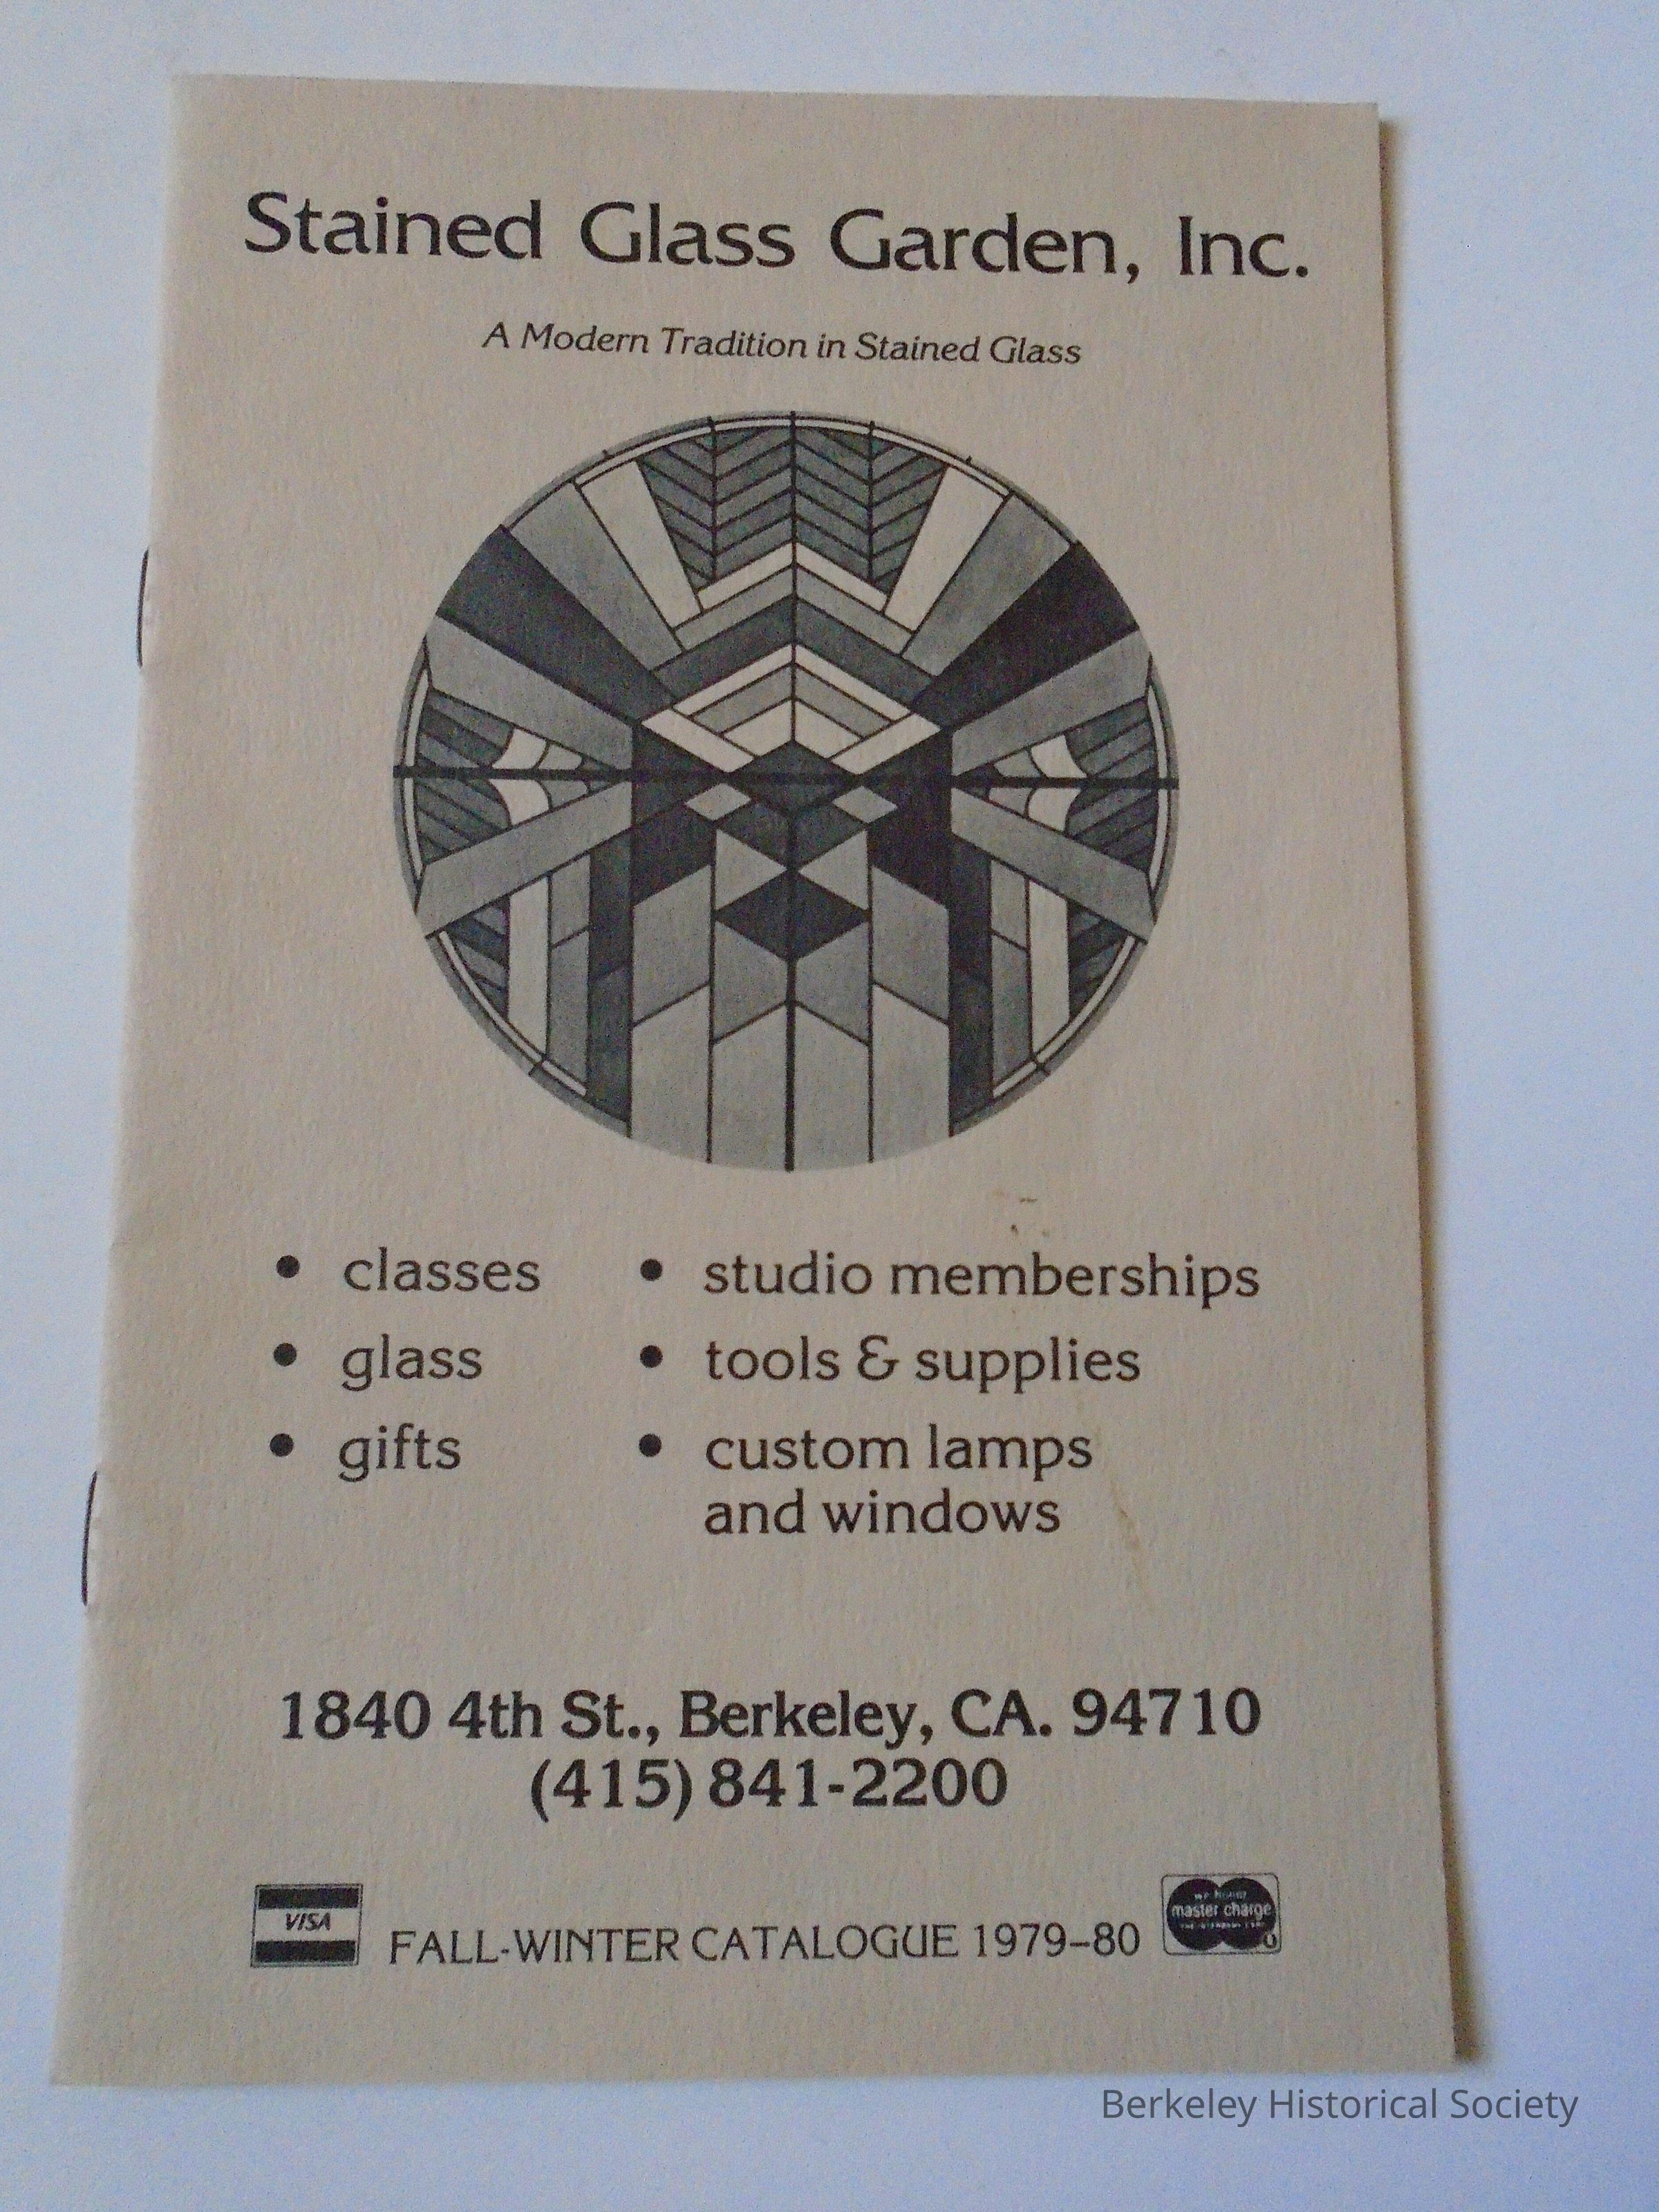 Stained Glass Garden, Inc.
A Modern Tradition in Stained Glass
• classes
• glass
• gifts
• studio memberships
• tools & supplies
• custom lamps
and windows
1840 4th St., Berkeley, CA. 94710
(415) 841-2200
VISA
FALL-WINTER CATALOGUE 1979–80
we honor
master charge
Berkeley Historical Society